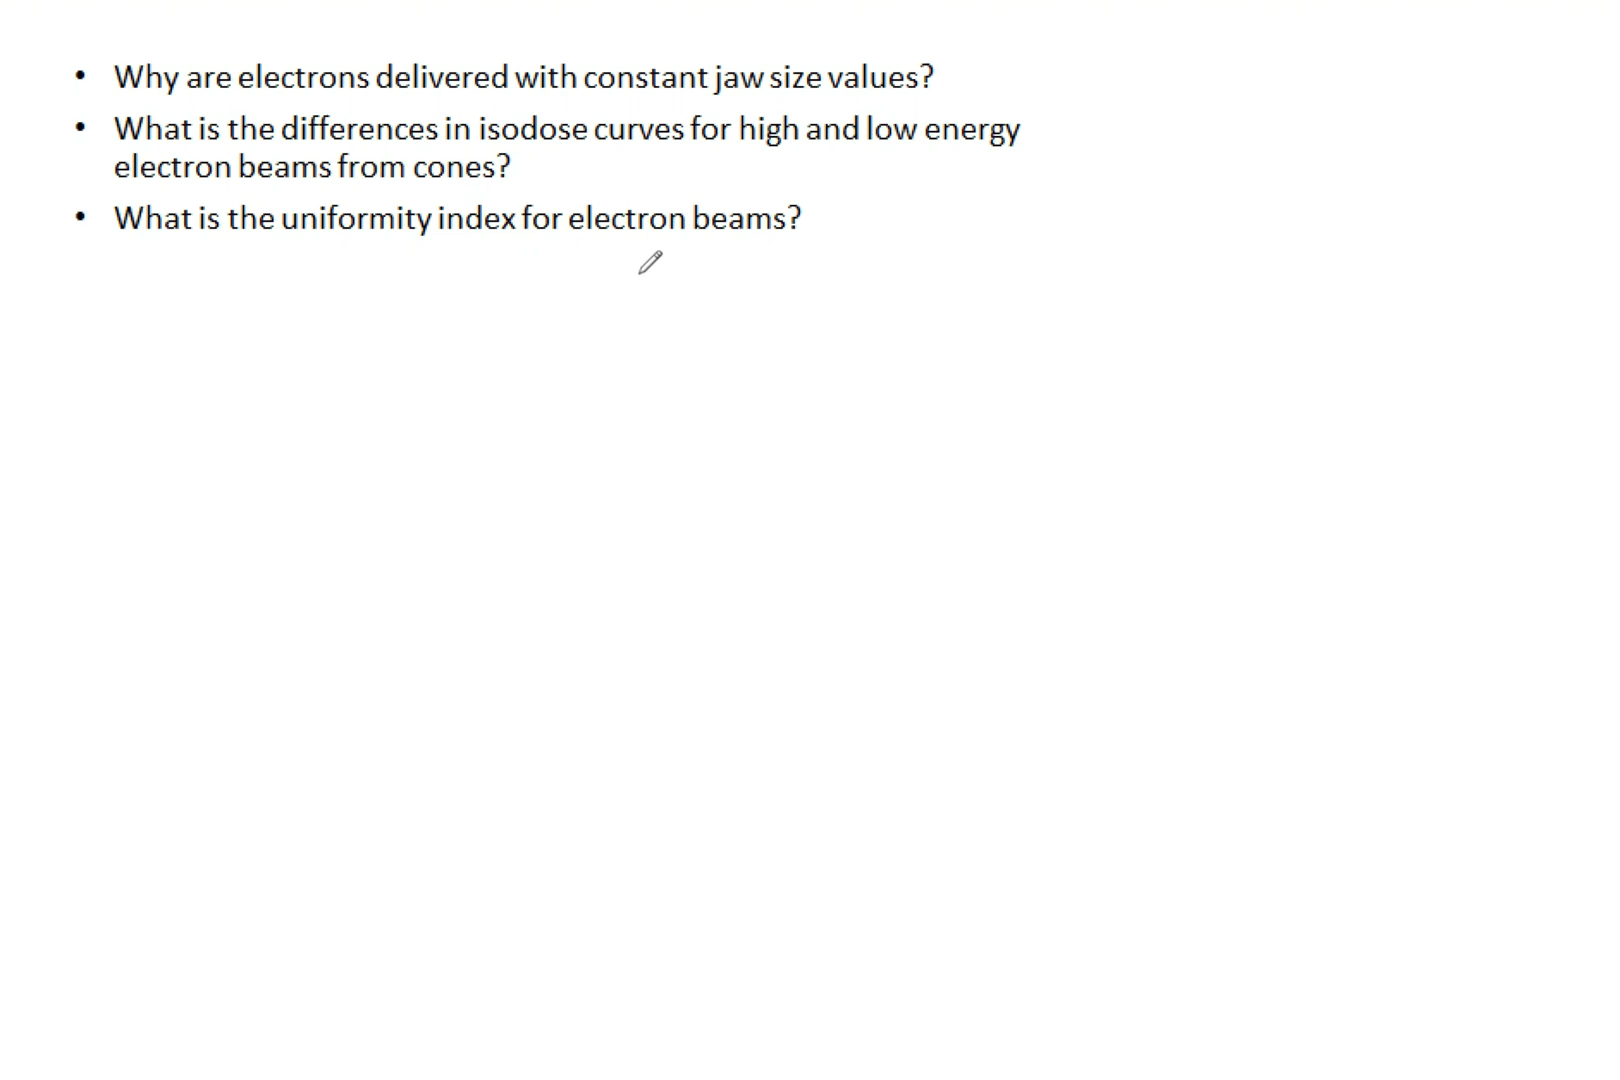 • Why are electrons delivered with constant jaw size values?
• What is the differences in isodose curves for high and low energy
electron beams from cones?
• What is the uniformity index for electron beams?